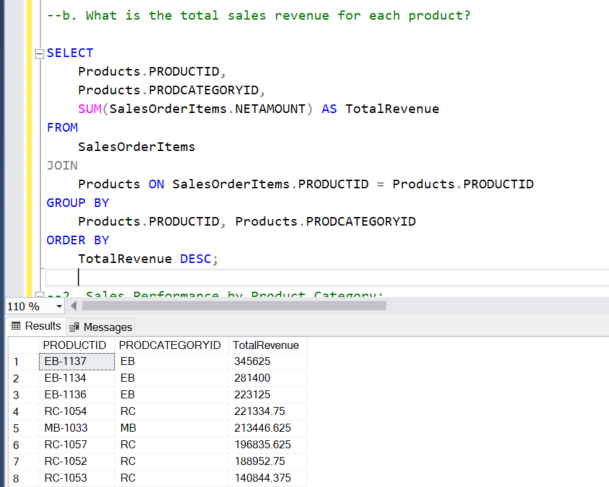 --b. What is the total sales revenue for each product?
SELECT
Products.PRODUCTID,
Products.PRODCATEGORYID,
SUM(SalesOrderItems.NETAMOUNT) AS TotalRevenue
FROM
SalesOrderItems
JOIN
Products ON SalesOrderItems.PRODUCTID = Products.PRODUCTID
GROUP BY
Products.PRODUCTID, Products.PRODCATEGORYID
ORDER BY
TotalRevenue DESC;
--2. Sales Performance by Product Category:
110 %
Results Messages
PRODUCTID PRODCATEGORYID TotalRevenue
1 EB-1137 EB 345625
2 EB-1134 EB 281400
3 EB-1136 EB 223125
4 RC-1054 RC 221334.75
5 MB-1033 MB 213446.625
6 RC-1057 RC 196835.625
7 RC-1052 RC 188952.75
8 RC-1053 RC 140844.375